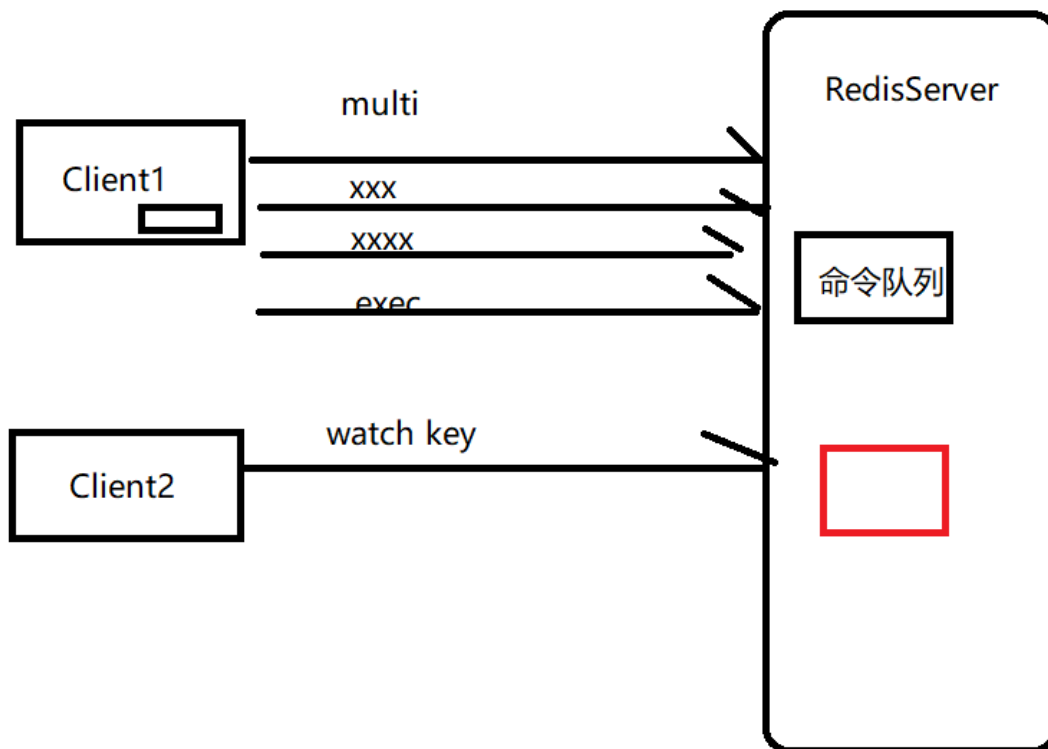 multi
RedisServer
Client1
xxx
xxxx
命令队列
exec
watch key
Client2